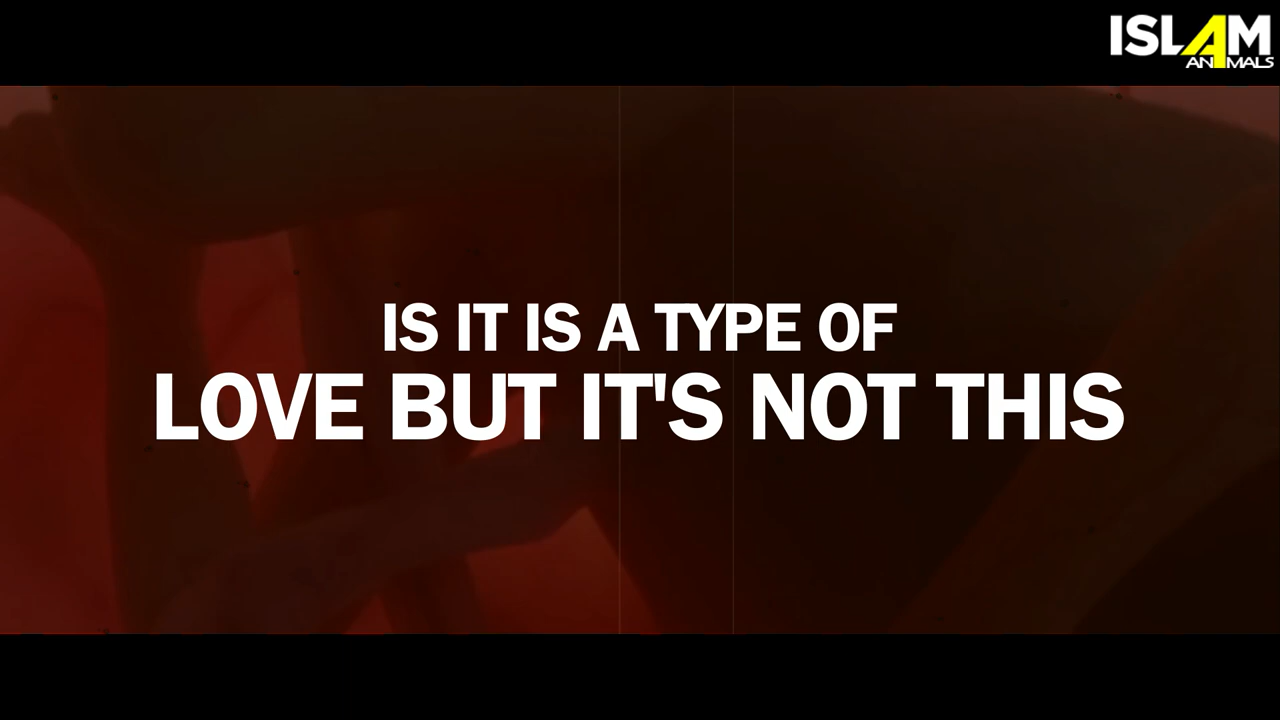 ISLAM
ANIMALS
IS IT IS A TYPE OF
LOVE BUT IT'S NOT THIS